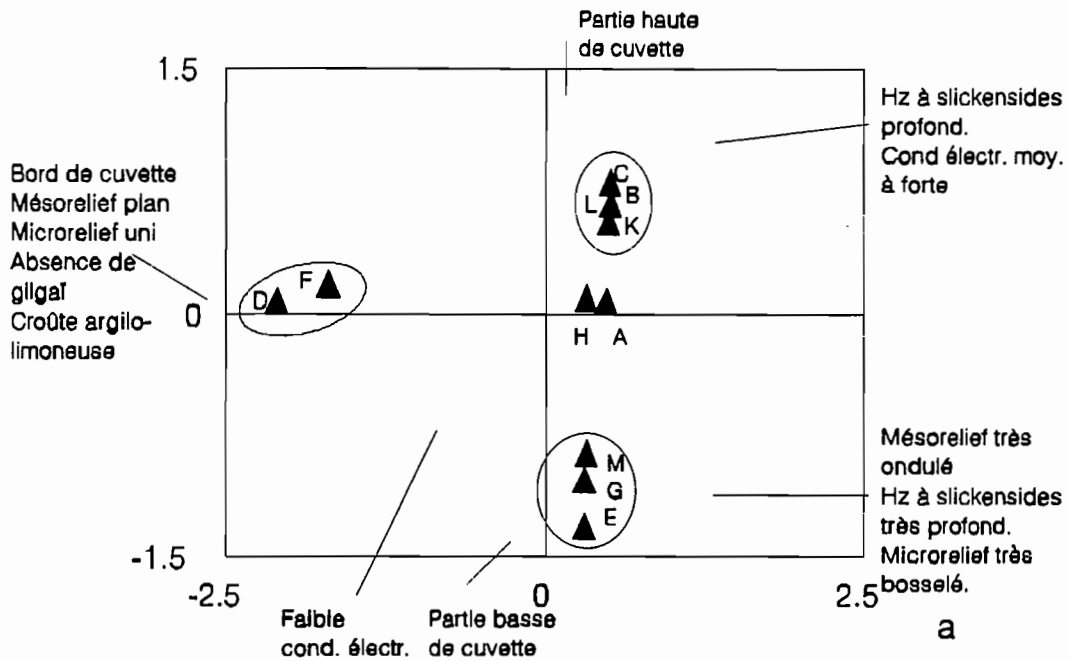 Partie haute
de cuvette
1.5
Hz à slickensides
profond.
Cond électr. moy.
à forte
Bord de cuvette
Mésorelief plan
Microrelief uni
Absence de
gilgaï
Croûte argilo-
limoneuse
C
B
L
K
F
D
0
H
A
M
G
E
Mésorelief très
ondulé
Hz à slickensides
très profond.
Microrelief très
bosselé.
-1.5
-2.5
0
2.5
Faible
cond. électr.
Partie basse
de cuvette
a